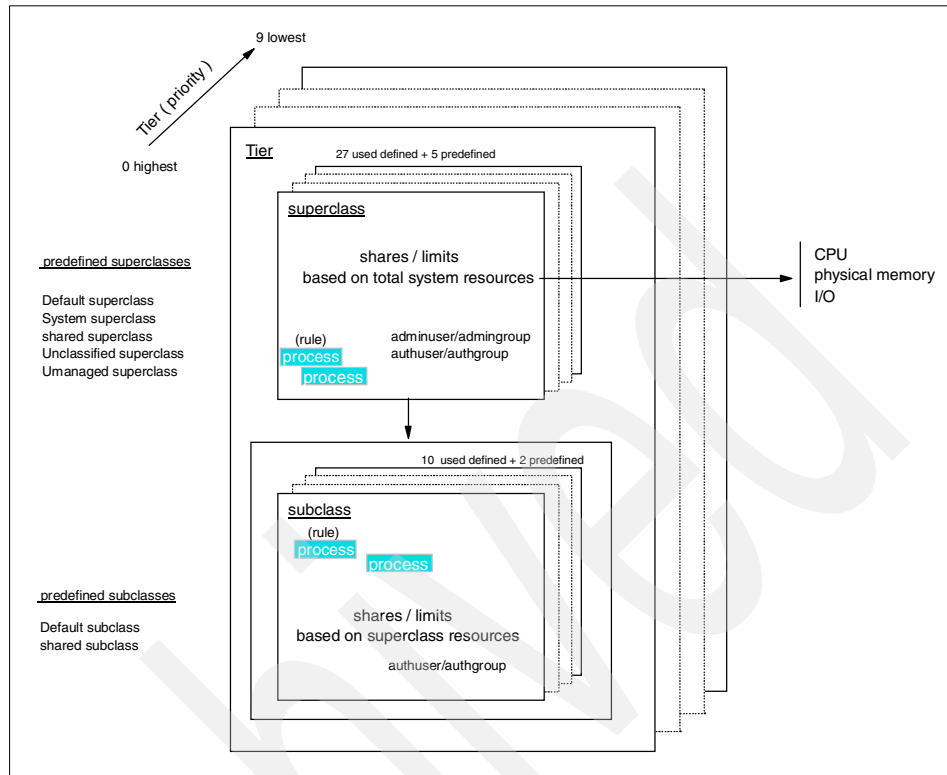 9 lowest
Tier ( priority )
0 highest
Tier
27 used defined + 5 predefined
superclass
shares / limits
based on total system resources
CPU
physical memory
I/O
predefined superclasses
Default superclass
System superclass
shared superclass
Unclassified superclass
Umanaged superclass
(rule)
process
process
adminuser/admingroup
authuser/authgroup
10 used defined + 2 predefined
subclass
(rule)
process
process
predefined subclasses
Default subclass
shared subclass
shares / limits
based on superclass resources
authuser/authgroup
hived